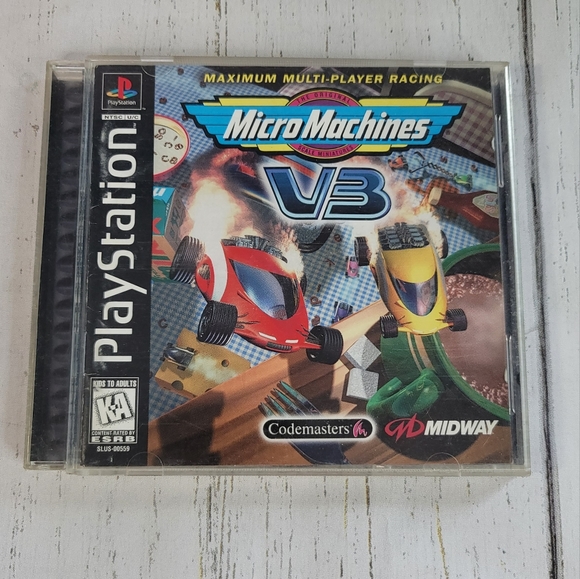 MAXIMUM MULTI-PLAYER RACING
THE ORIGINAL
Micro Machines
SCALE MINIATURES
V3
PlayStation
NTSC U/C
PlayStation
KIDS TO ADULTS
K-A
CONTENT RATED BY
ESRB
SLUS-00559
Codemasters
MIDWAY